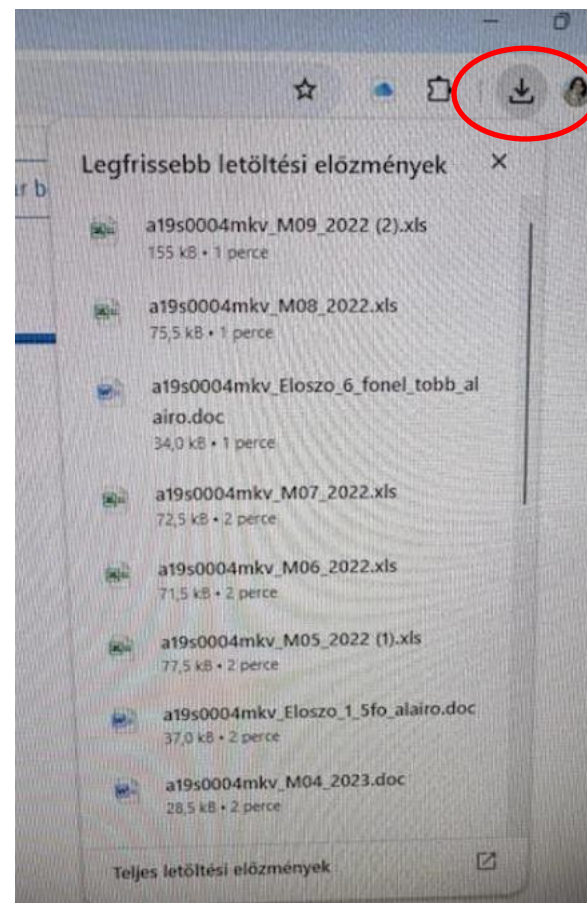 Legfrissebb letöltési előzmények
a19s0004mkv_M09_2022 (2).xls
155 kB • 1 perce
a19s0004mkv_M08_2022.xls
75,5 kB • 1 perce
a19s0004mkv_Eloszo_6_fonel_tobb_al
airo.doc
34,0 kB • 1 perce
a19s0004mkv_M07_2022.xls
72,5 kB • 2 perce
a19s0004mkv_M06_2022.xls
71,5 kB • 2 perce
a19s0004mkv_M05_2022 (1).xls
77,5 kB • 2 perce
a19s0004mkv_Eloszo_1_5fo_alairo.doc
37,0 kB • 2 perce
a19s0004mkv_M04_2023.doc
28,5 kB • 2 perce
Teljes letöltési előzmények